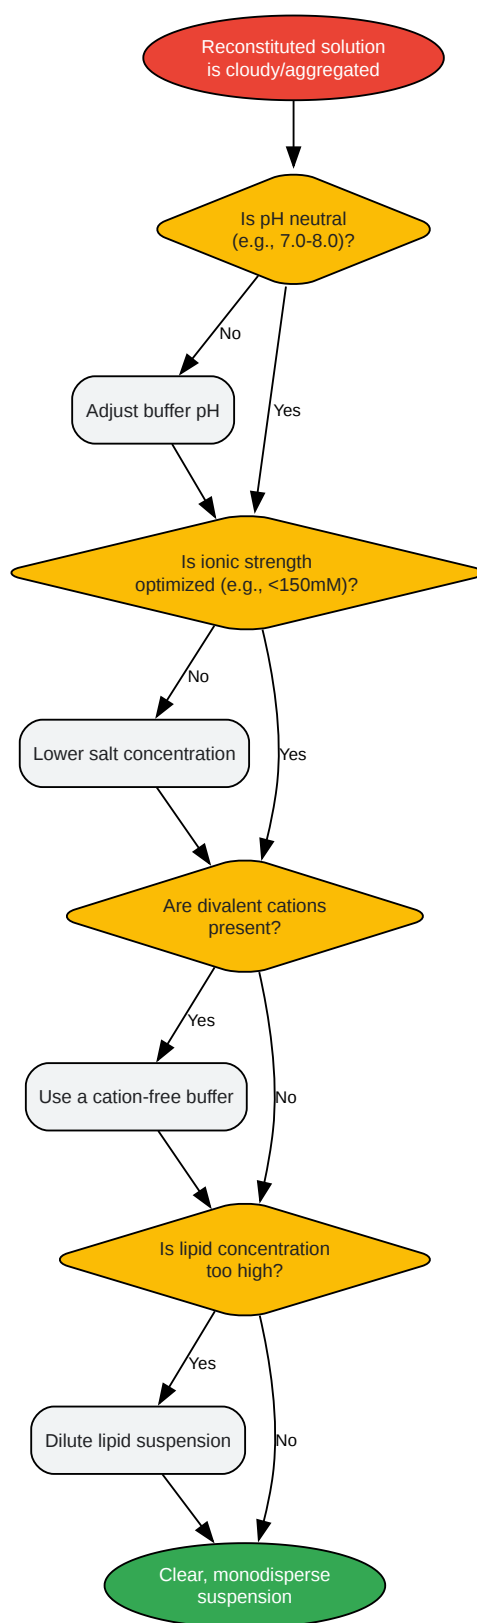 Reconstituted solution
is cloudy/aggregated
Is pH neutral
(e.g., 7.0-8.0)?
No
Adjust buffer pH
Yes
Is ionic strength
optimized (e.g., <150mM)?
No
Lower salt concentration
Yes
Are divalent cations
present?
Yes
Use a cation-free buffer
No
Is lipid concentration
too high?
Yes
Dilute lipid suspension
No
Clear, monodisperse
suspension